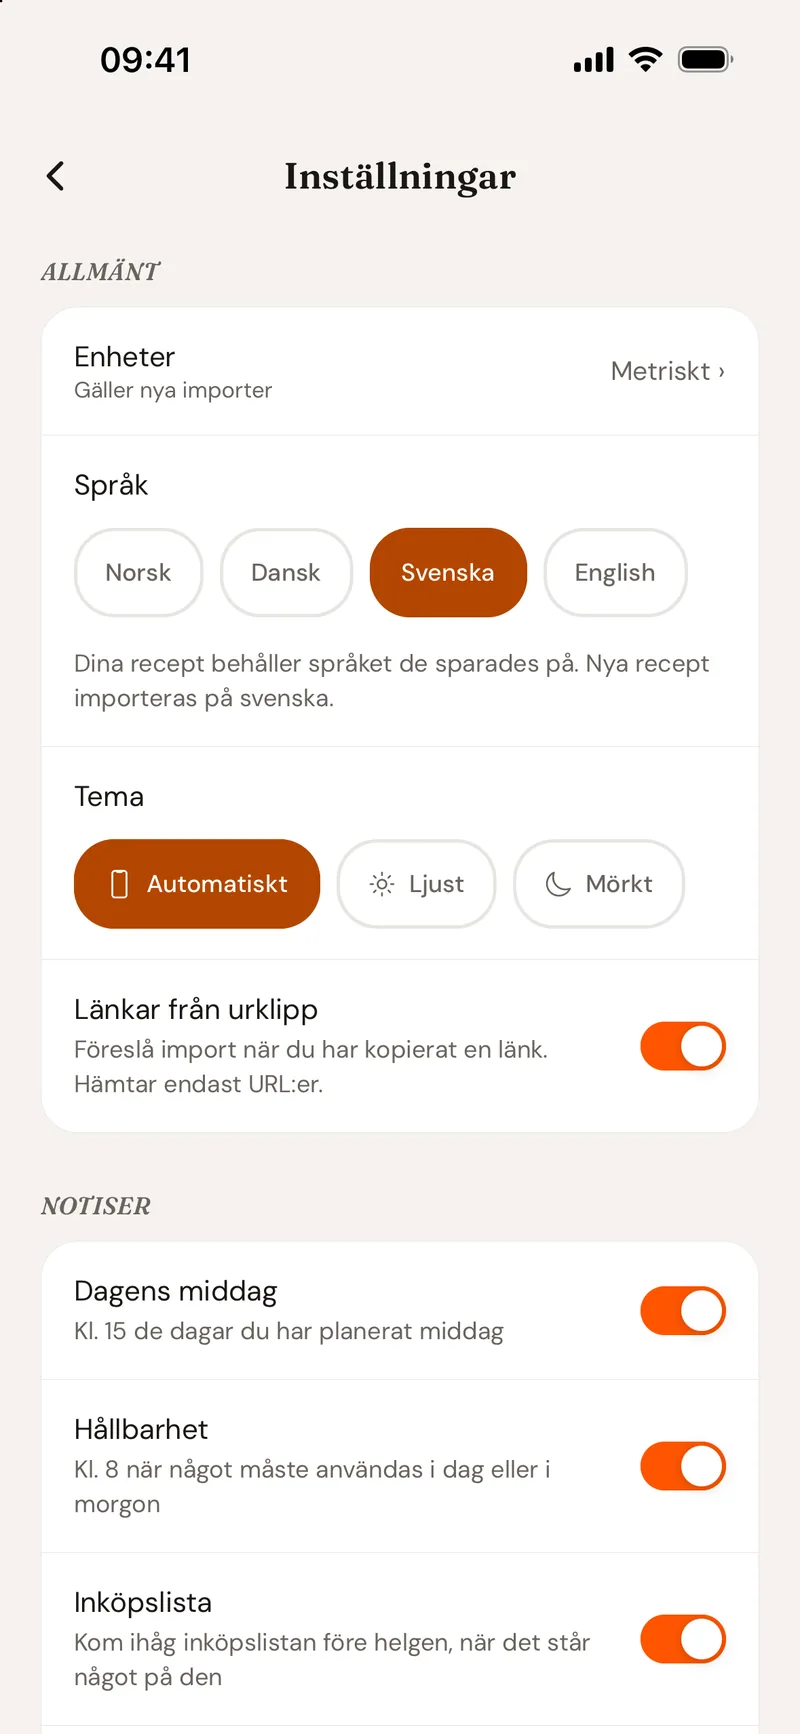 09:41
Inställningar
ALLMÄNT
Enheter
Gäller nya importer
Metriskt ›
Språk
Norsk
Dansk
Svenska
English
Dina recept behåller språket de sparades på. Nya recept
importeras på svenska.
Tema
Automatiskt
Ljust
Mörkt
Länkar från urklipp
Föreslå import när du har kopierat en länk.
Hämtar endast URL:er.
NOTISER
Dagens middag
Kl. 15 de dagar du har planerat middag
Hållbarhet
Kl. 8 när något måste användas i dag eller i
morgon
Inköpslista
Kom ihåg inköpslistan före helgen, när det står
något på den